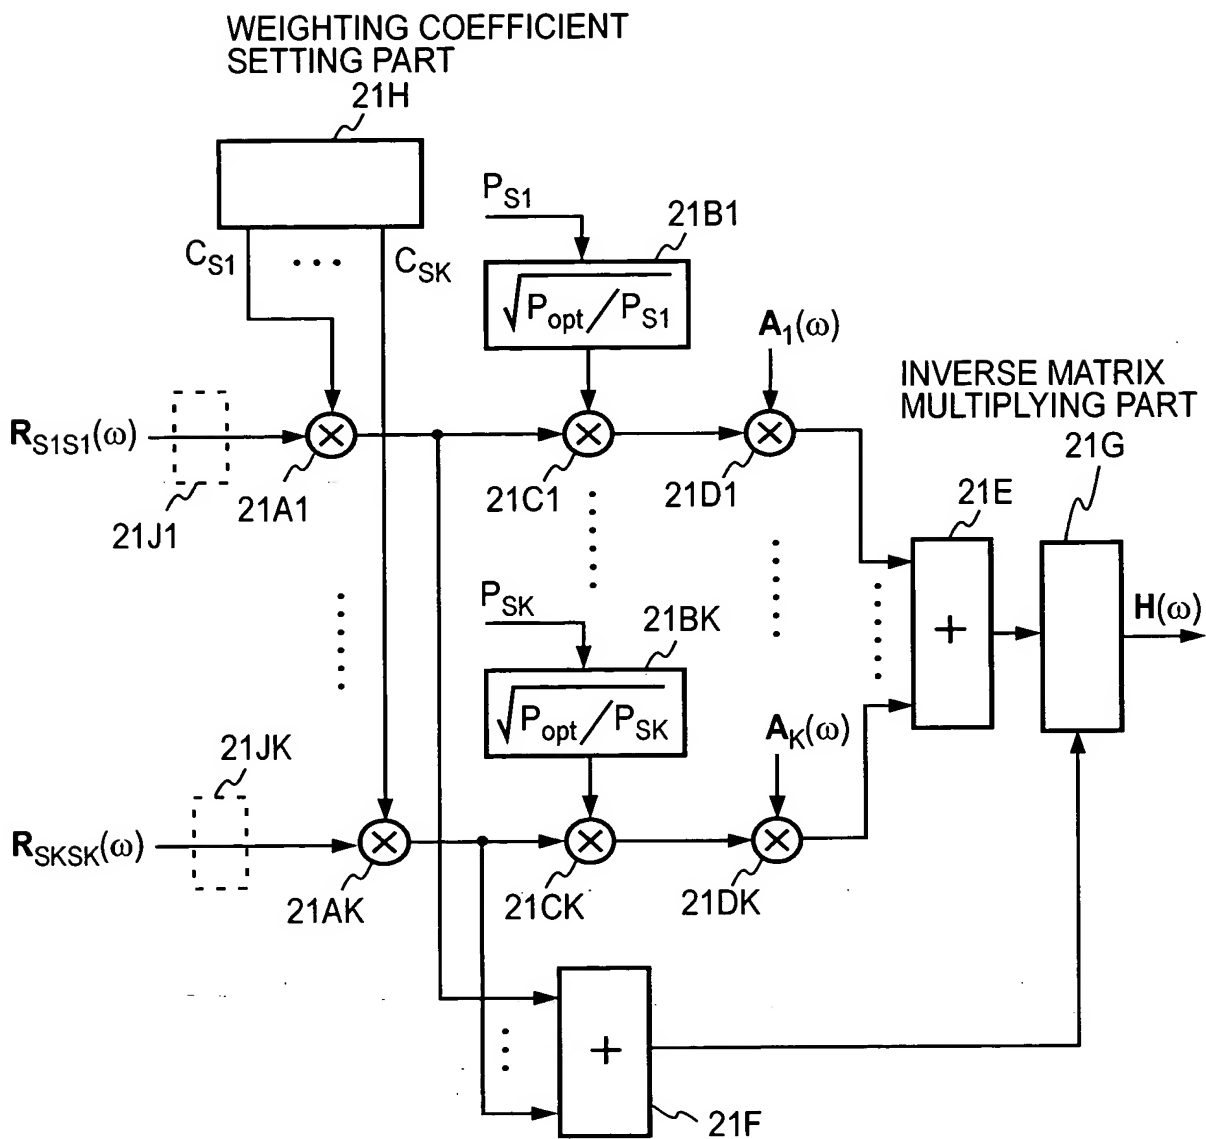 WEIGHTING COEFFICIENT
SETTING PART
21H
C_S1
• • •
C_SK
P_S1
21B1
√P_opt/P_S1
A_1(ω)
INVERSE MATRIX
MULTIPLYING PART
R_S1S1(ω)
21J1
21A1
21C1
21D1
21G
21E
P_SK
21BK
√P_opt/P_SK
A_K(ω)
+
H(ω)
21JK
R_SKSK(ω)
21AK
21CK
21DK
+
21F